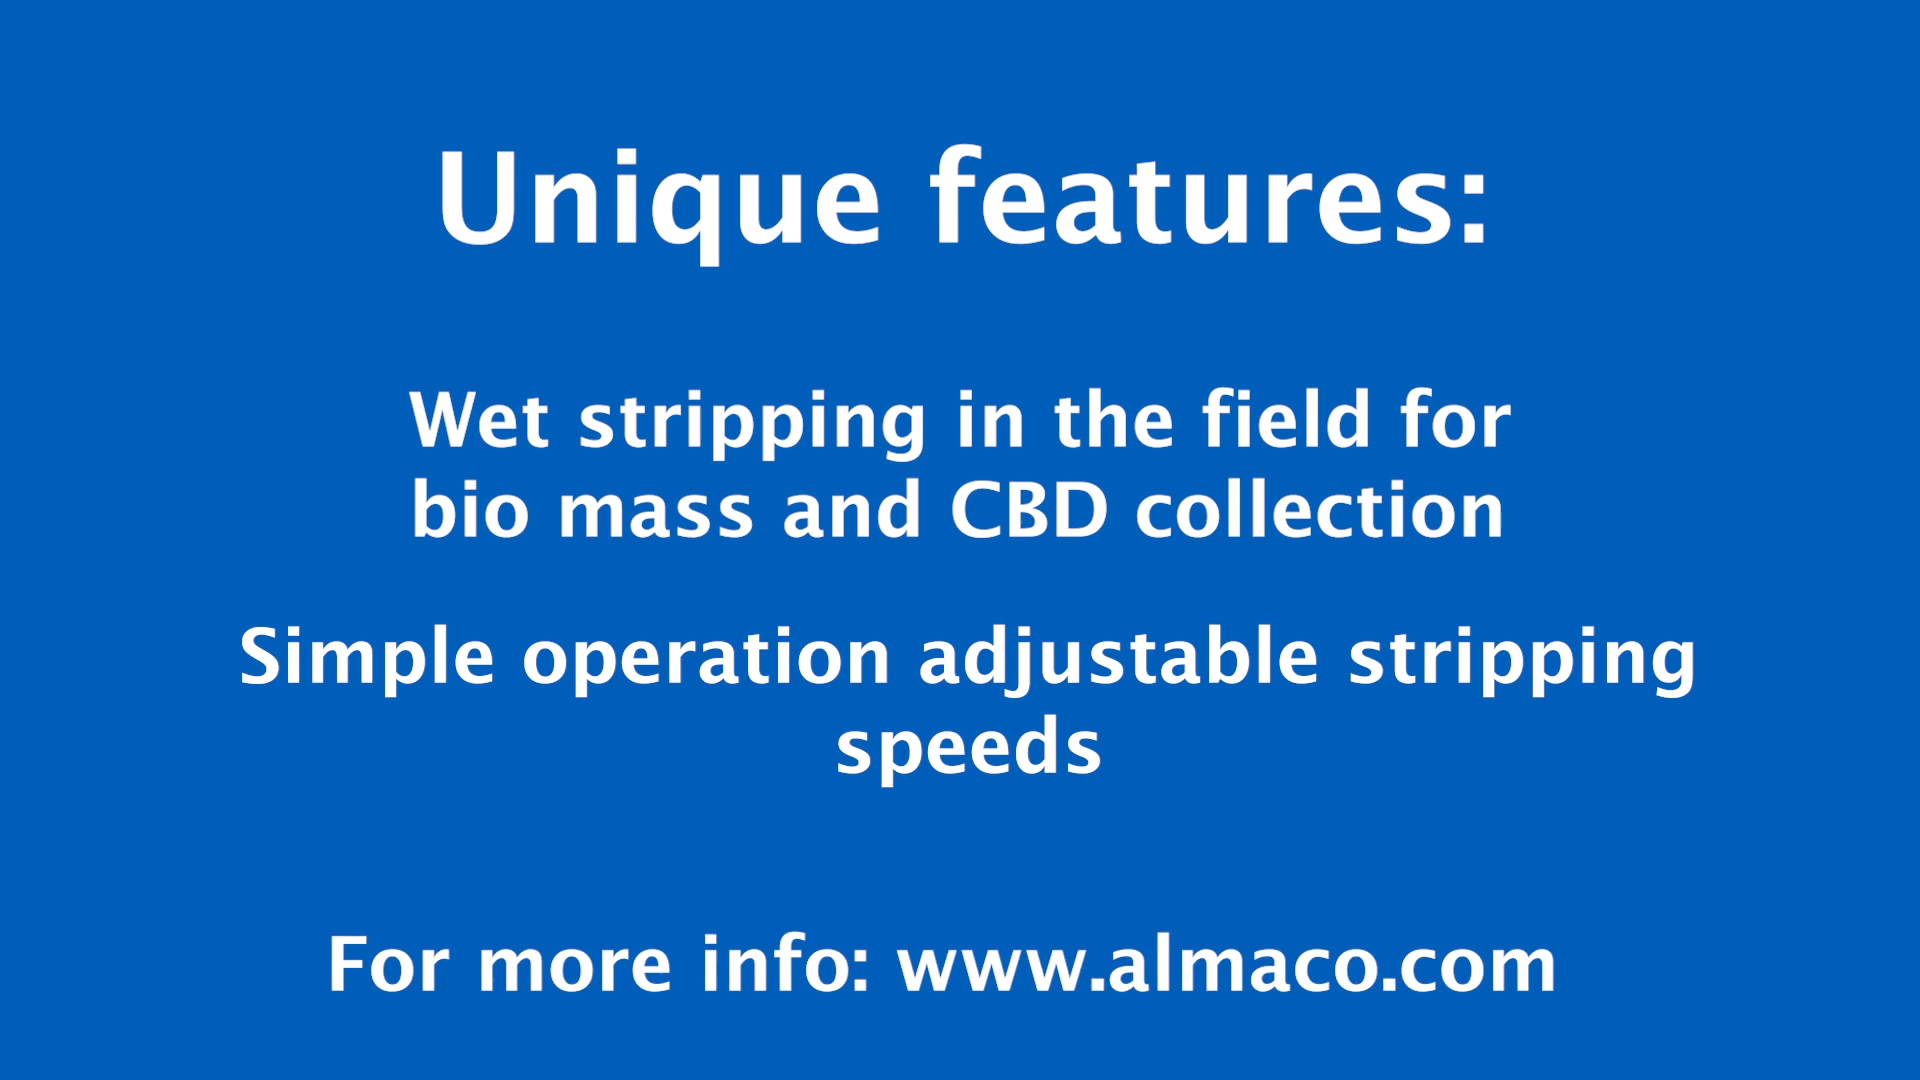 Unique features:
Wet stripping in the field for
bio mass and CBD collection
Simple operation adjustable stripping
speeds
For more info: www.almaco.com